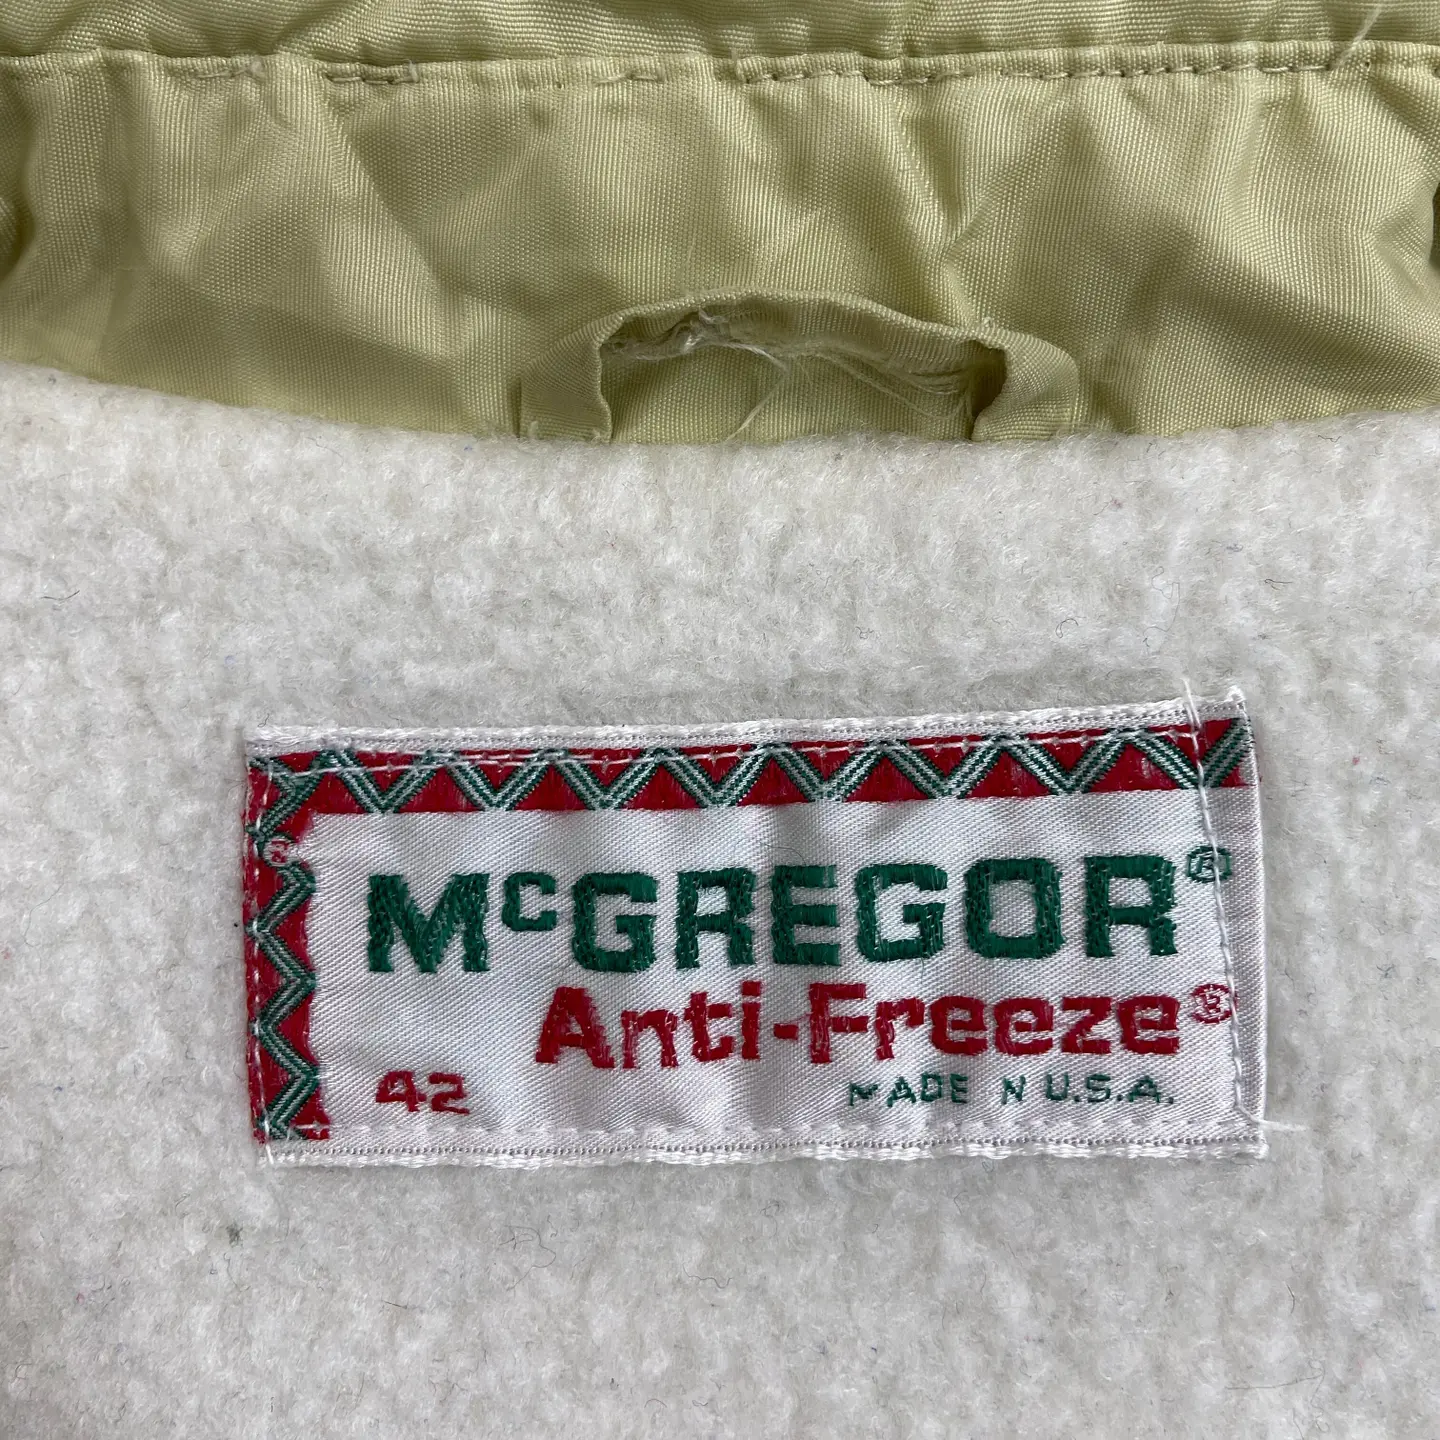 McGREGOR®
Anti-Freeze®
42
MADE N U.S.A.